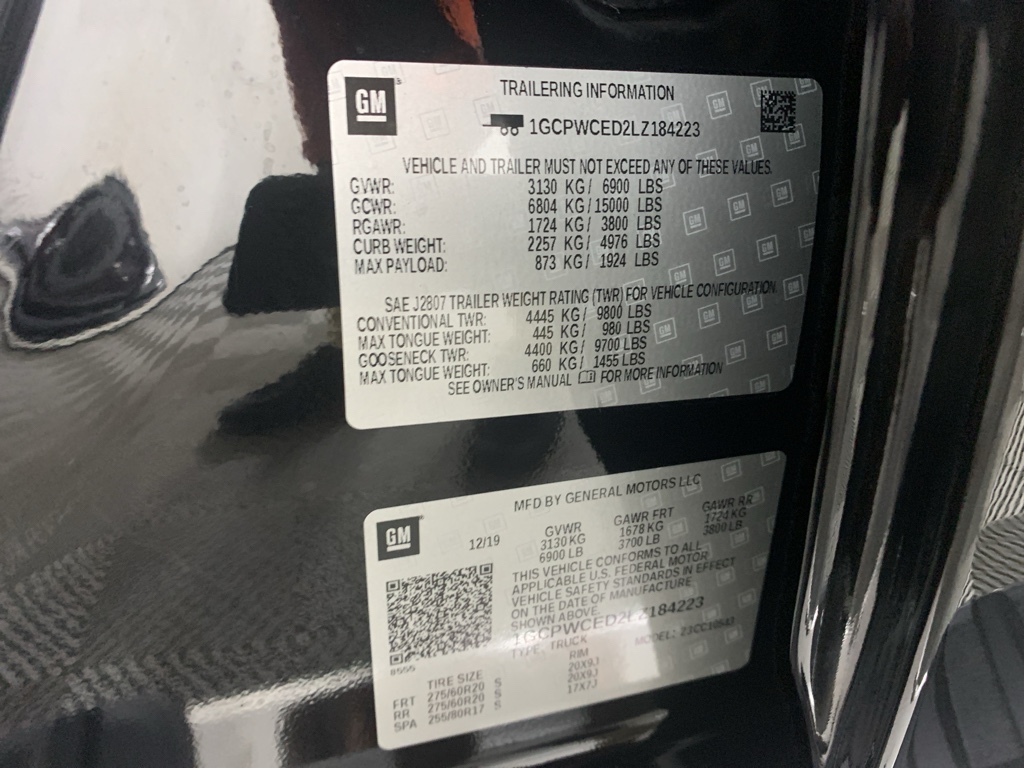 GM
TRAILERING INFORMATION
1GCPWCED2LZ184223
VEHICLE AND TRAILER MUST NOT EXCEED ANY OF THESE VALUES.
GVWR: 3130 KG / 6900 LBS
GCWR: 6804 KG / 15000 LBS
RGAWR: 1724 KG / 3800 LBS
CURB WEIGHT: 2257 KG / 4976 LBS
MAX PAYLOAD: 873 KG / 1924 LBS
SAE J2807 TRAILER WEIGHT RATING (TWR) FOR VEHICLE CONFIGURATION.
CONVENTIONAL TWR: 4445 KG / 9800 LBS
MAX TONGUE WEIGHT: 445 KG / 980 LBS
GOOSENECK TWR: 4400 KG / 9700 LBS
MAX TONGUE WEIGHT: 660 KG / 1455 LBS
SEE OWNER'S MANUAL FOR MORE INFORMATION
GM
MFD BY GENERAL MOTORS LLC
12/19
GVWR GAWR FRT GAWR RR
3130 KG 1678 KG 1724 KG
6900 LB 3700 LB 3800 LB
THIS VEHICLE CONFORMS TO ALL
APPLICABLE U.S. FEDERAL MOTOR
VEHICLE SAFETY STANDARDS IN EFFECT
ON THE DATE OF MANUFACTURE
SHOWN ABOVE.
1GCPWCED2LZ184223
TYPE: TRUCK MODEL:
8555
TIRE SIZE RIM
FRT 275/60R20 S 20X9J
RR 275/60R20 S 20X9J
SPA 255/80R17 S 17X7J